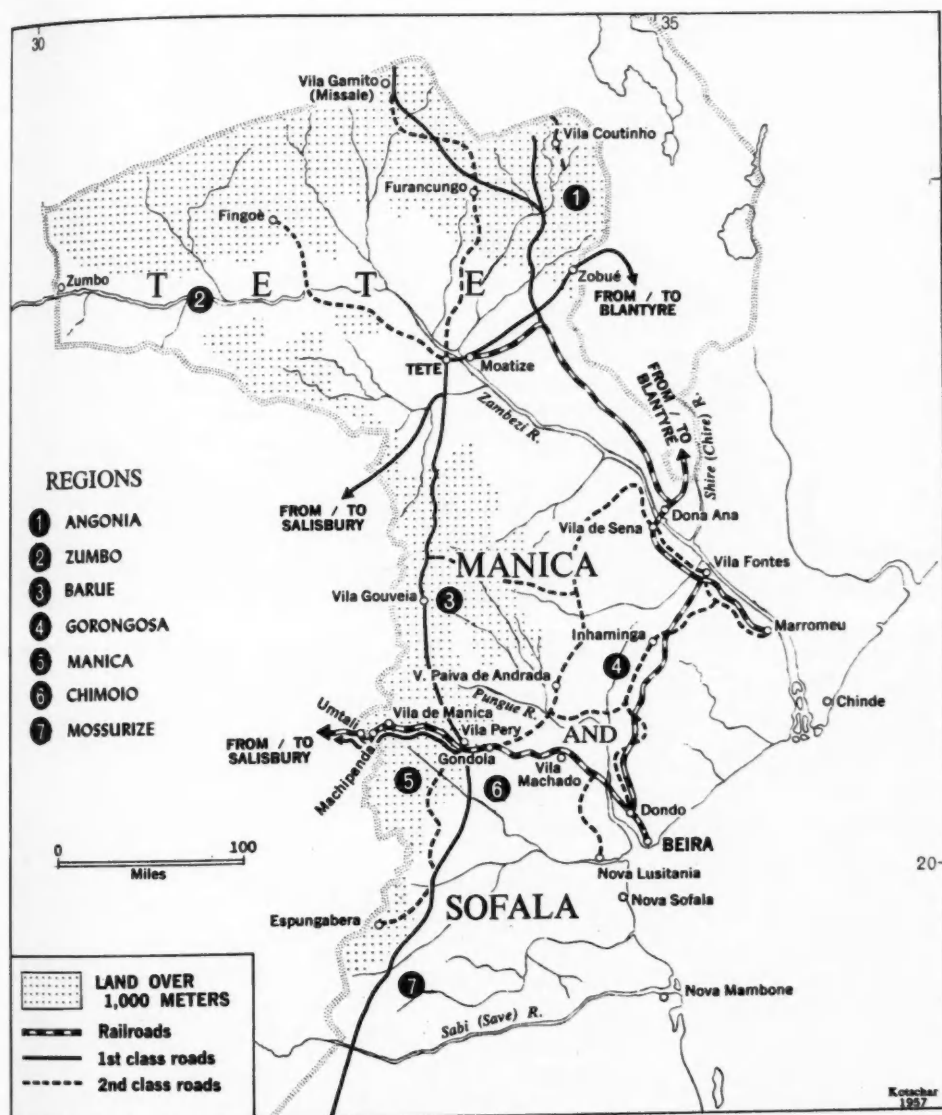 30
35
Vila Gamito
(Missale)
Vila Coutinho
Furancungo
1
Fingoè
Zumbo
TETE
2
Zobué
FROM / TO
BLANTYRE
TETE
Moatize
Zambezi R.
FROM / TO
BLANTYRE
Shire (Chire) R.
REGIONS
1 ANGONIA
2 ZUMBO
3 BARUE
4 GORONGOSA
5 MANICA
6 CHIMOIO
7 MOSSURIZE
FROM / TO
SALISBURY
Dona Ana
Vila de Sena
MANICA
Vila Fontes
Vila Gouveia
3
Marromeu
Inhaminga
4
V. Paiva de Andrada
Chinde
Pungue R.
Umtali
Vila de Manica
AND
Vila Pery
FROM / TO
SALISBURY
Machipanda
Gondola
Vila
Machado
5
6
Dondo
BEIRA
0
100
Miles
20
Nova Lusitania
Nova Sofala
SOFALA
Espungabera
7
Nova Mambone
Sabi (Save) R.
LAND OVER
1,000 METERS
Railroads
1st class roads
2nd class roads
Kotschar
1957